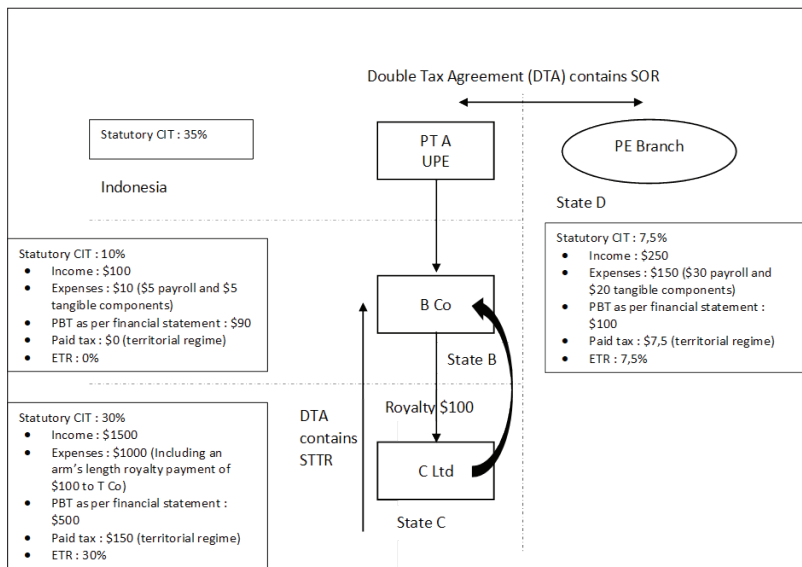 Double Tax Agreement (DTA) contains SOR
Statutory CIT : 35%
PT A
UPE
PE Branch
Indonesia
State D
Statutory CIT : 10%
• Income : $100
• Expenses : $10 ($5 payroll and $5
tangible components)
• PBT as per financial statement : $90
• Paid tax : $0 (territorial regime)
• ETR : 0%
B Co
State B
Statutory CIT : 7,5%
• Income : $250
• Expenses : $150 ($30 payroll and
$20 tangible components)
• PBT as per financial statement :
$100
• Paid tax : $7,5 (territorial regime)
• ETR : 7,5%
Statutory CIT : 30%
• Income : $1500
• Expenses : $1000 (Including an
arm’s length royalty payment of
$100 to T Co)
• PBT as per financial statement :
$500
• Paid tax : $150 (territorial regime)
• ETR : 30%
DTA
contains
STTR
Royalty $100
C Ltd
State C